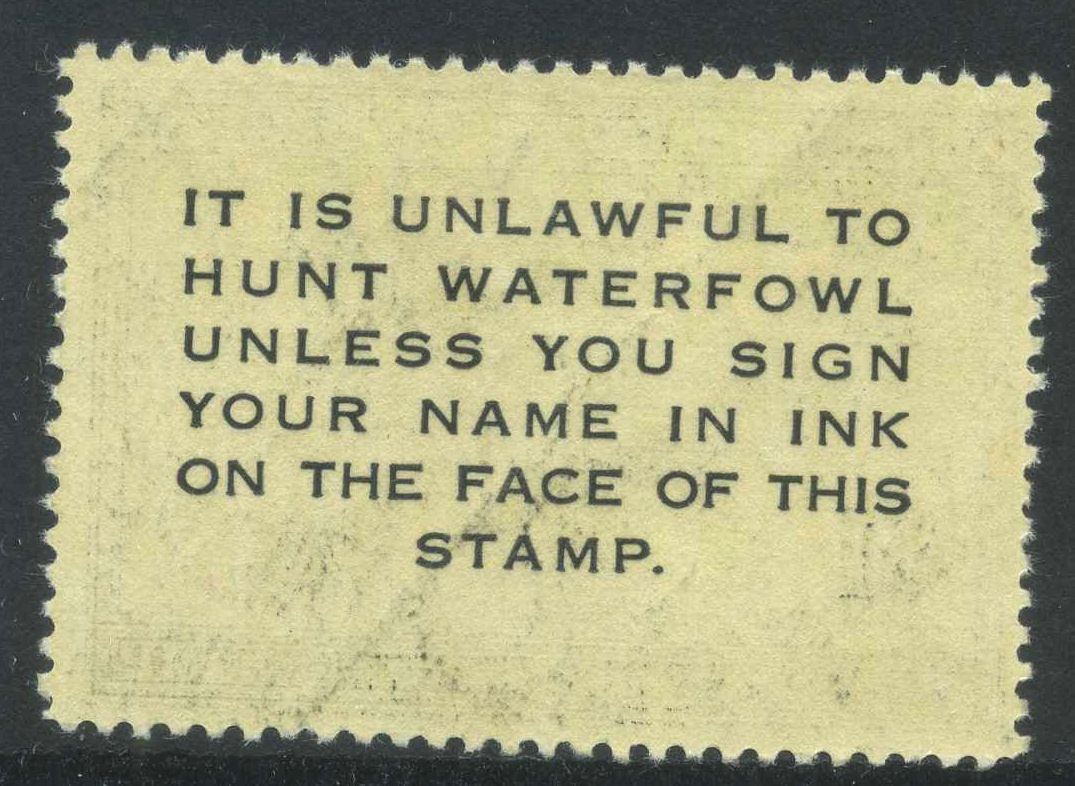 IT IS UNLAWFUL TO
HUNT WATERFOWL
UNLESS YOU SIGN
YOUR NAME IN INK
ON THE FACE OF THIS
STAMP.